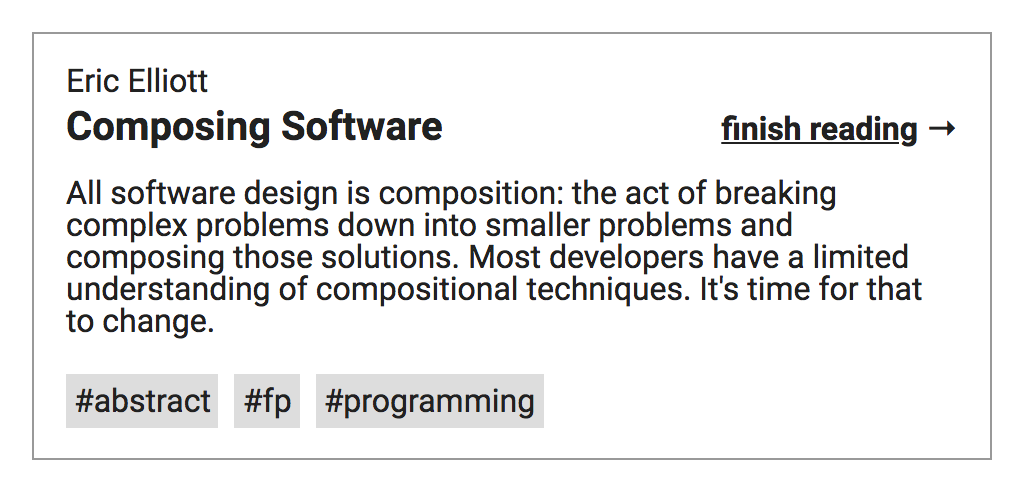 Eric Elliott
Composing Software
finish reading →
All software design is composition: the act of breaking
complex problems down into smaller problems and
composing those solutions. Most developers have a limited
understanding of compositional techniques. It's time for that
to change.
#abstract #fp #programming